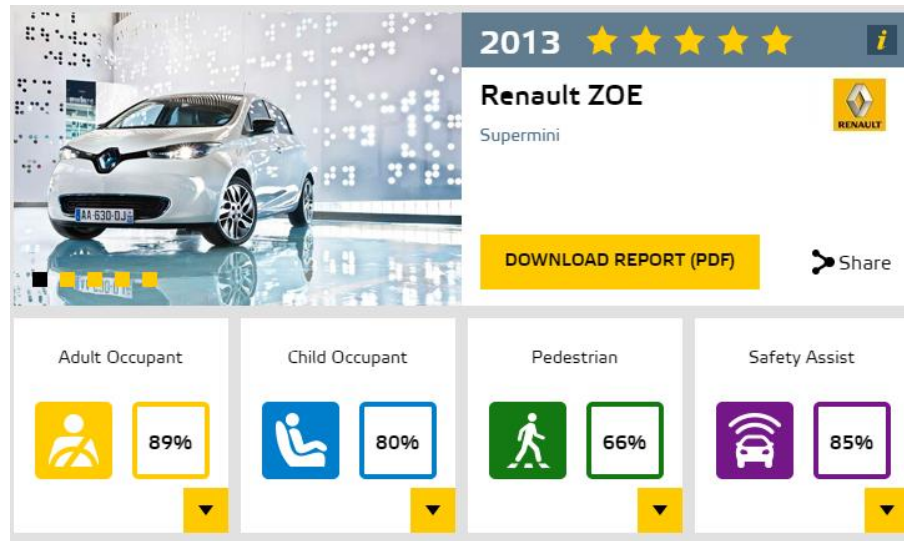 2013
i
Renault ZOE
Supermini
RENAULT
AA-630-DJ
DOWNLOAD REPORT (PDF)
Share
Adult Occupant
89%
Child Occupant
80%
Pedestrian
66%
Safety Assist
85%